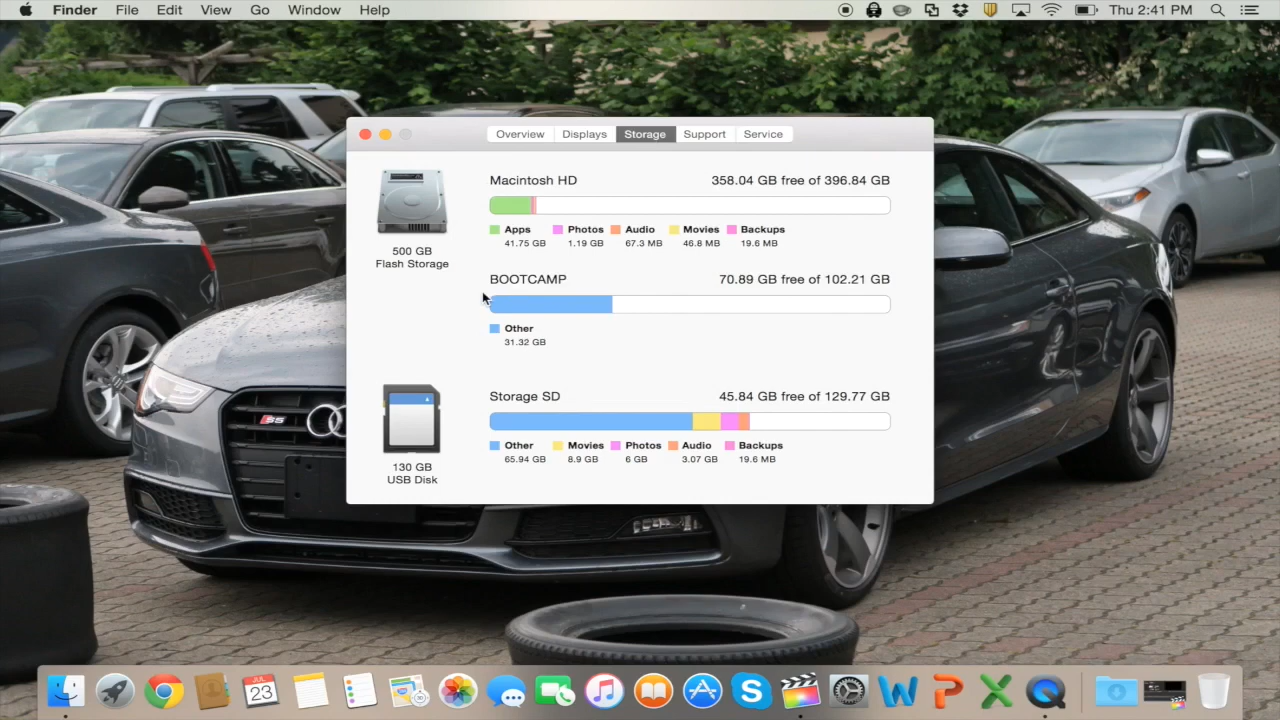 Finder File Edit View Go Window Help Thu 2:41 PM
Overview Displays Storage Support Service
Macintosh HD 358.04 GB free of 396.84 GB
Apps Photos Audio Movies Backups
41.75 GB 1.19 GB 67.3 MB 46.8 MB 19.6 MB
500 GB
Flash Storage
BOOTCAMP 70.89 GB free of 102.21 GB
Other
31.32 GB
Storage SD 45.84 GB free of 129.77 GB
Other Movies Photos Audio Backups
65.94 GB 8.9 GB 6 GB 3.07 GB 19.6 MB
130 GB
USB Disk
S5
JUL
23